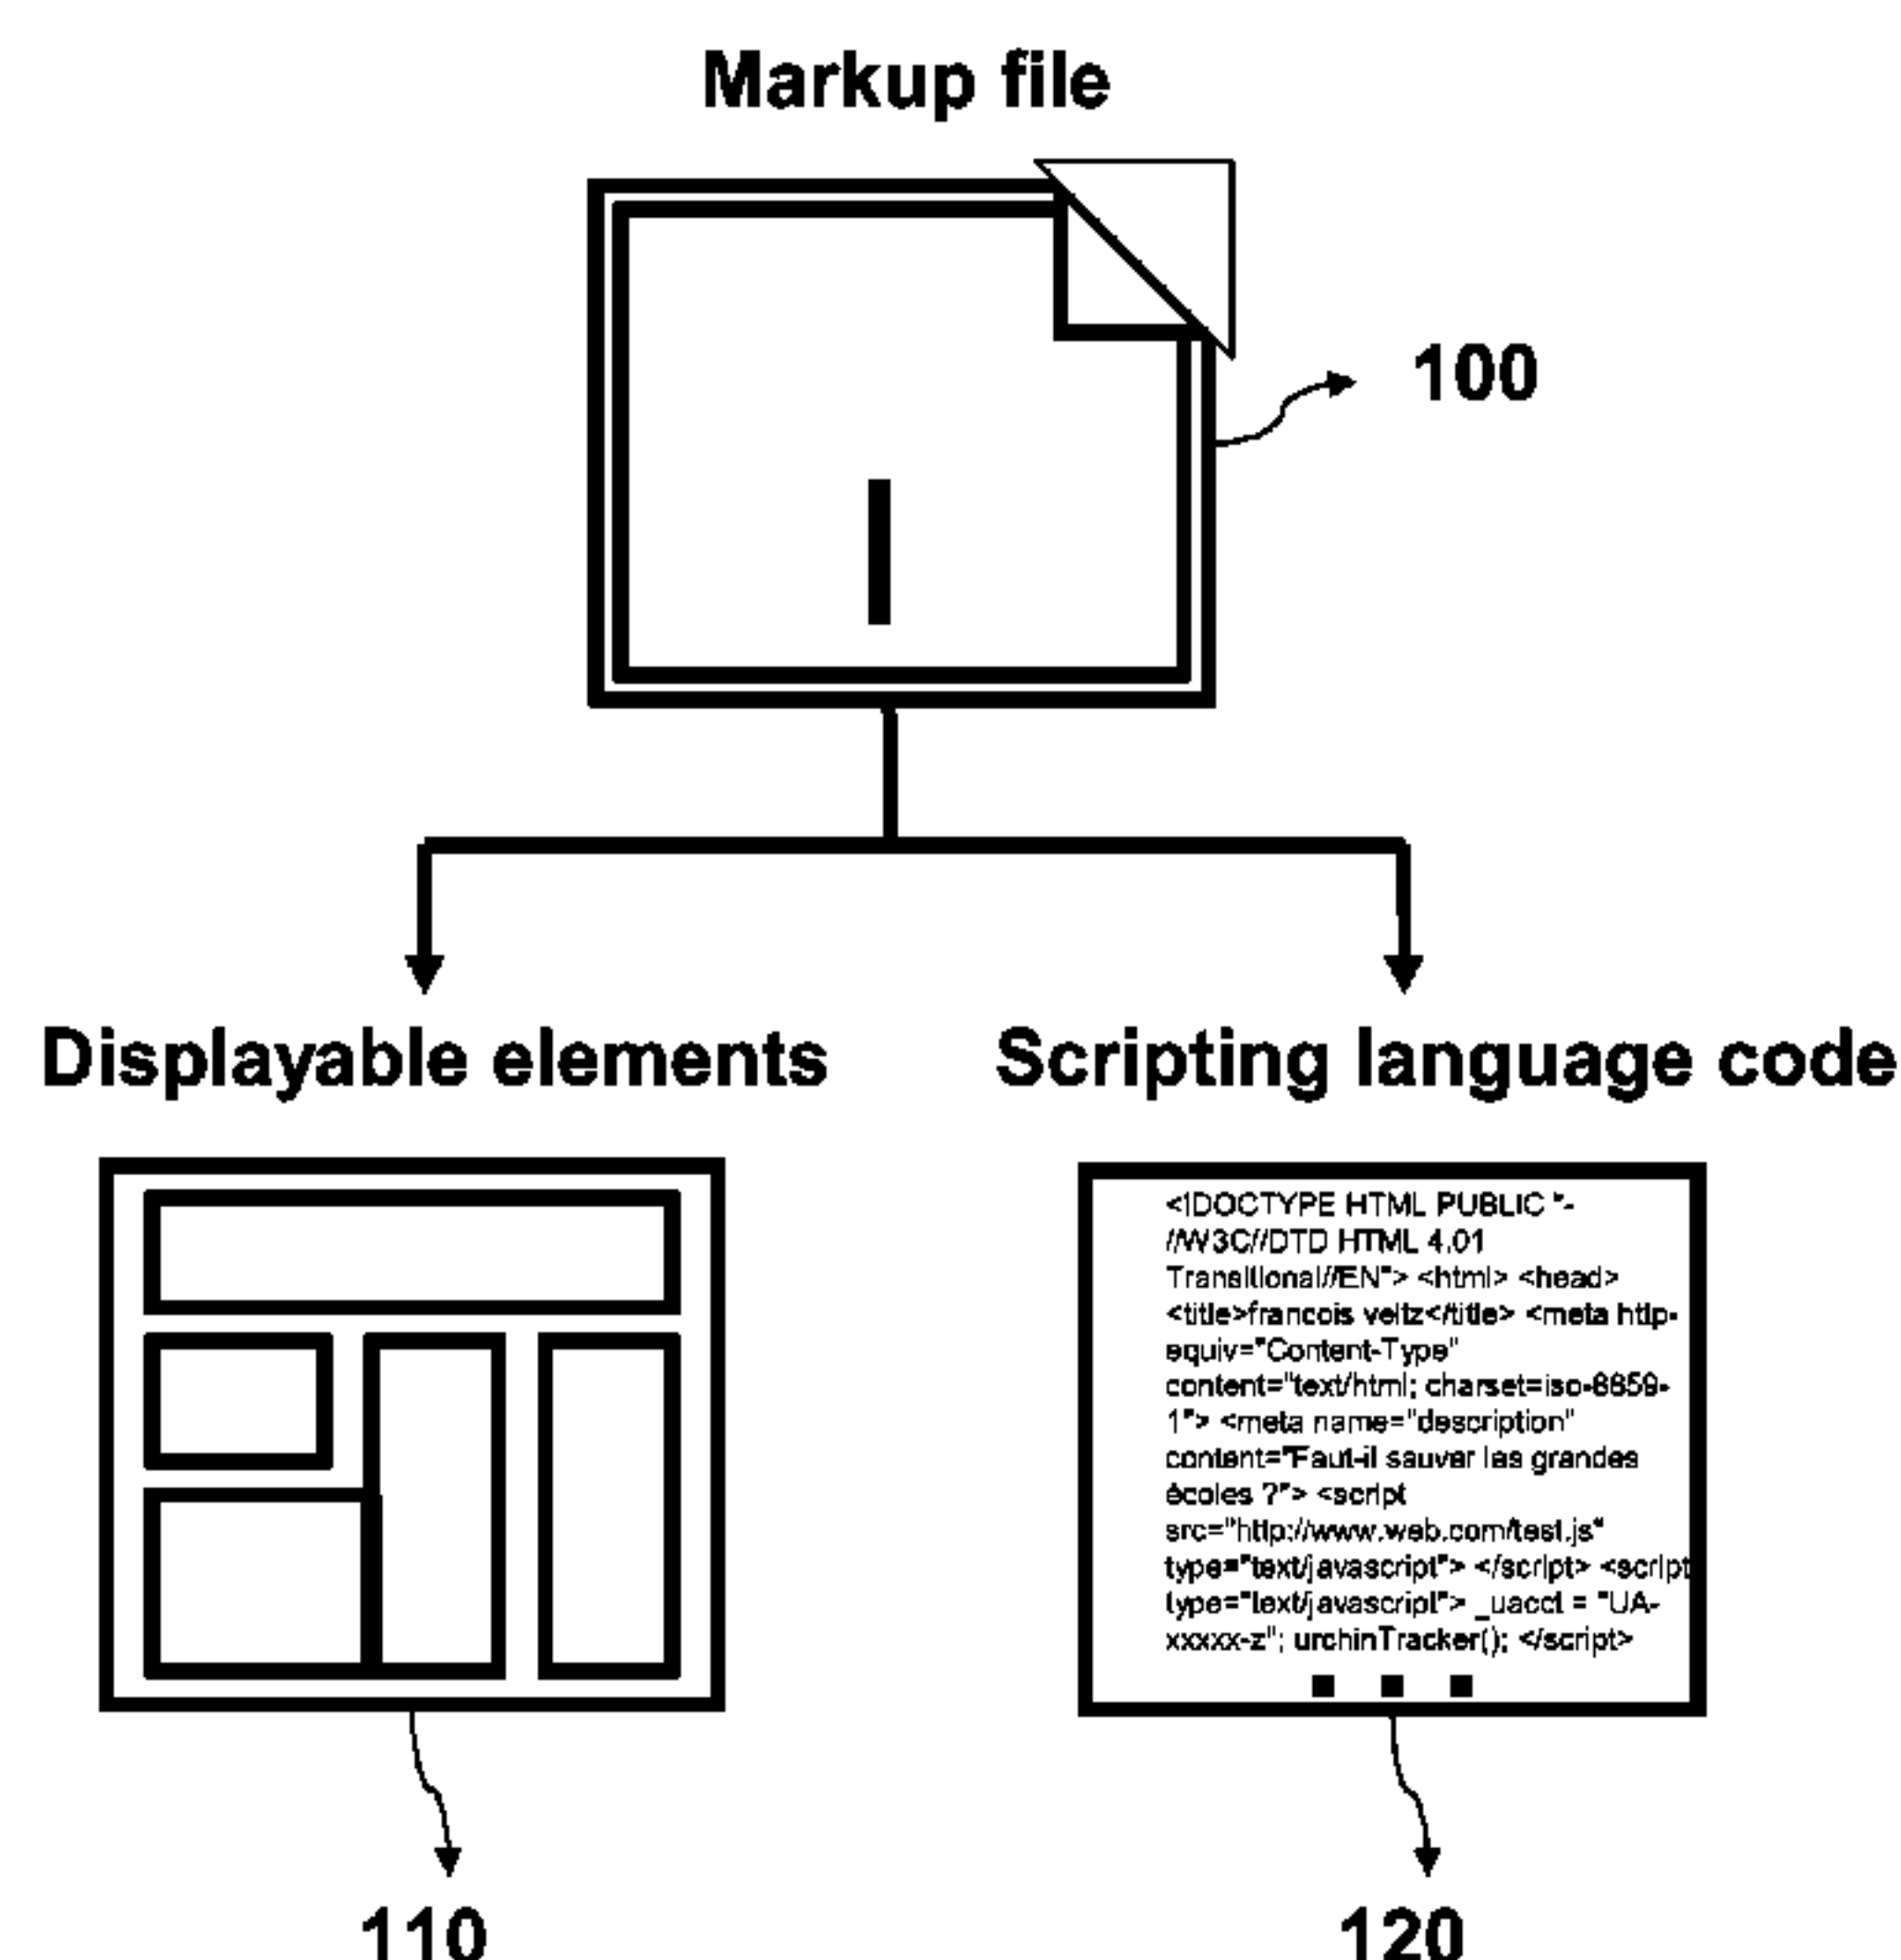 Markup file
100
Displayable elements
Scripting language code
<!DOCTYPE HTML PUBLIC "-
//W3C//DTD HTML 4.01
Transitional//EN"> <html> <head>
<title>francois veltz</title> <meta http-
equiv="Content-Type"
content="text/html; charset=iso-8859-
1"> <meta name="description"
content="Faut-il sauver les grandes
écoles ?"> <script
src="http://www.web.com/test.js"
type="text/javascript"> </script> <script
type="text/javascript"> _uacct = "UA-
xxxxx-z"; urchinTracker(); </script>
110
120